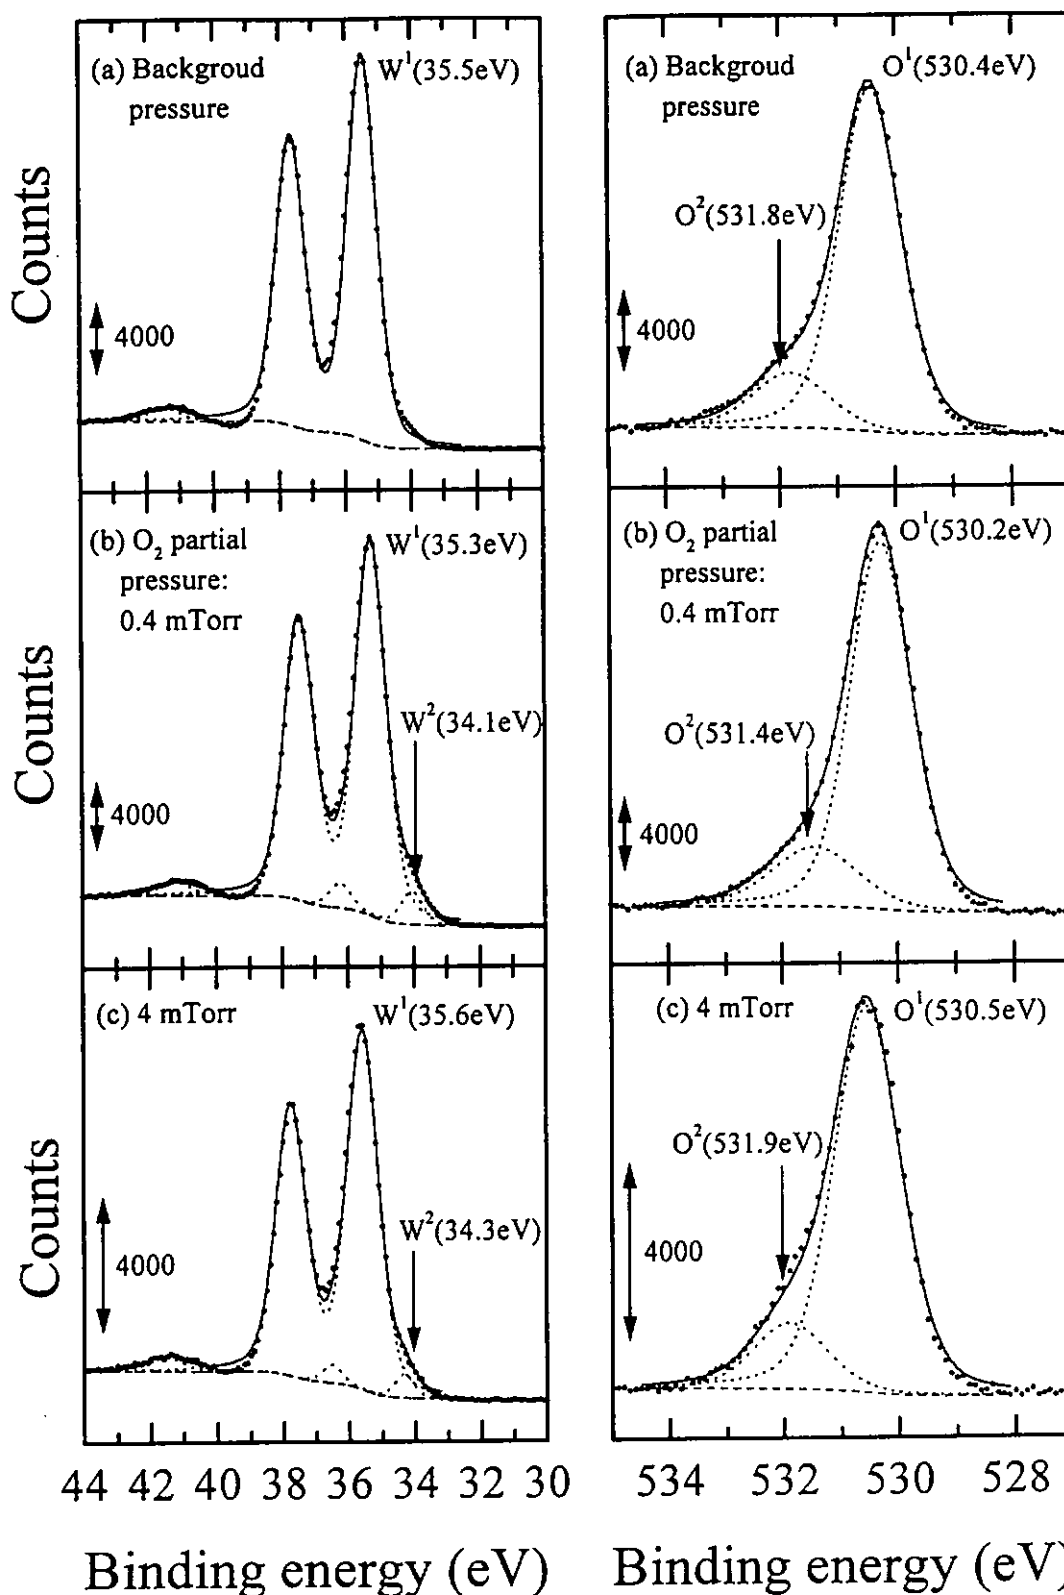 (a) Backgroud
pressure
W¹(35.5eV)
Counts
4000
(b) O₂ partial
pressure:
0.4 mTorr
W¹(35.3eV)
W²(34.1eV)
Counts
4000
(c) 4 mTorr
W¹(35.6eV)
W²(34.3eV)
Counts
4000
44 42 40 38 36 34 32 30
Binding energy (eV)
(a) Backgroud
pressure
O¹(530.4eV)
O²(531.8eV)
4000
(b) O₂ partial
pressure:
0.4 mTorr
O¹(530.2eV)
O²(531.4eV)
4000
(c) 4 mTorr
O¹(530.5eV)
O²(531.9eV)
4000
534 532 530 528
Binding energy (eV)